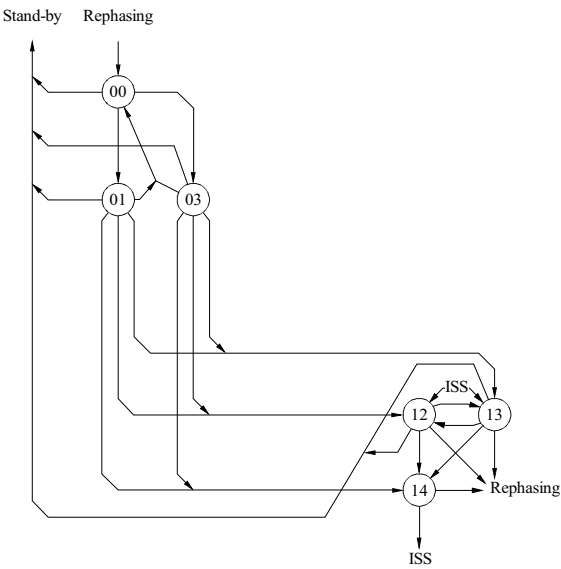 Stand-by Rephasing
00
01 03
ISS
12 13
14 Rephasing
ISS